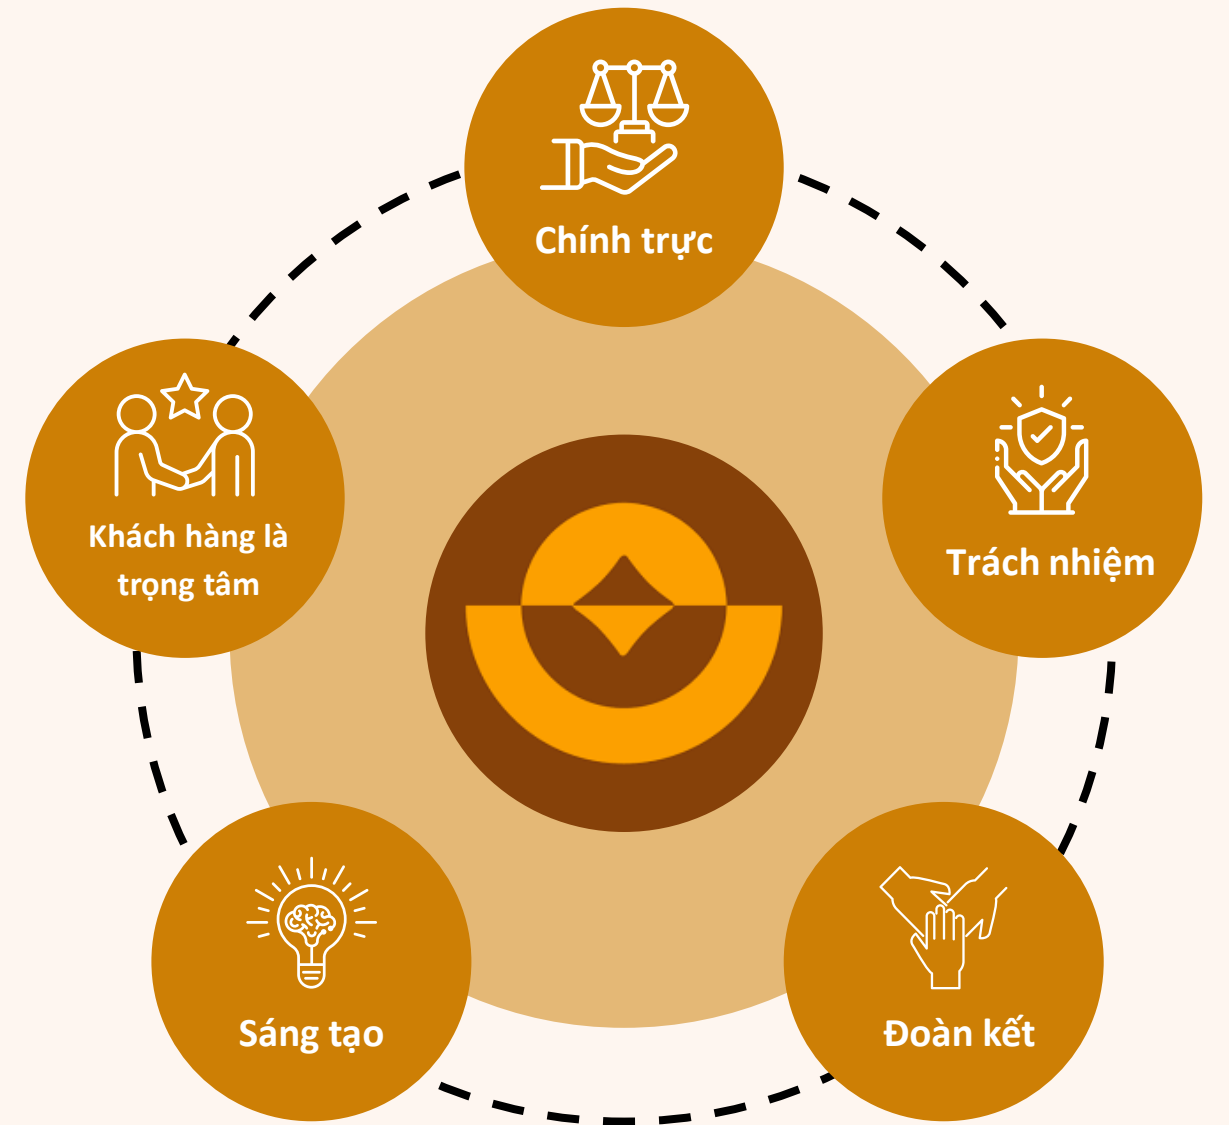 Chính trực
Khách hàng là
trọng tâm
Trách nhiệm
Sáng tạo
Đoàn kết